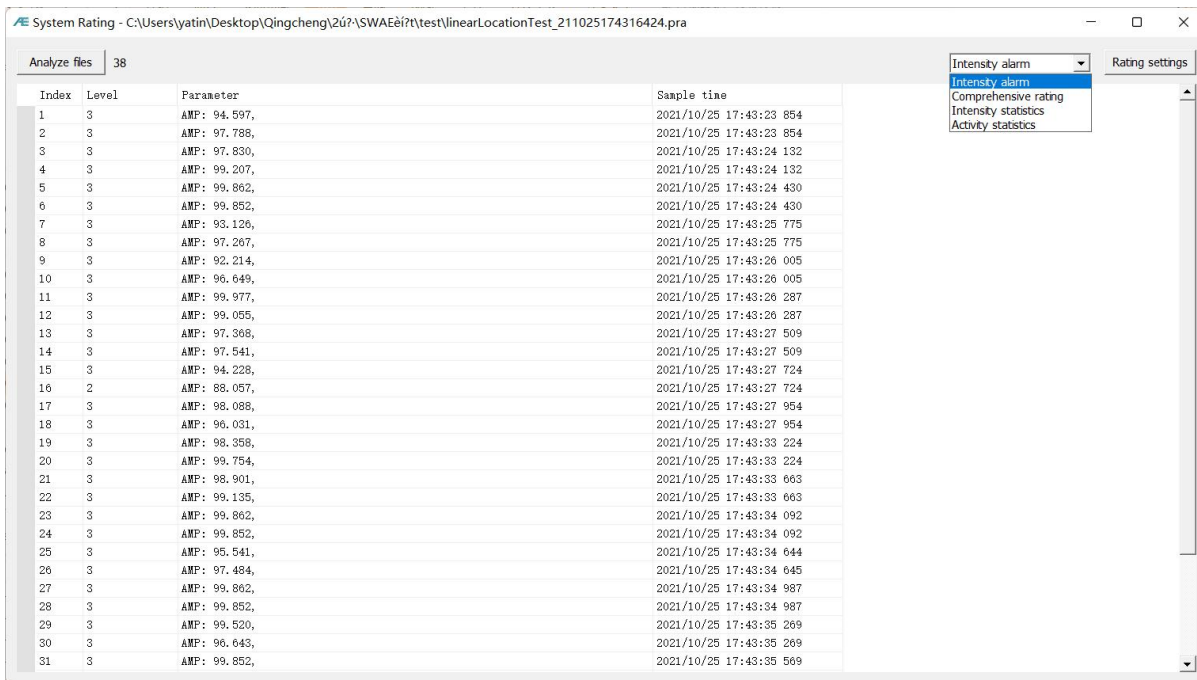 Æ System Rating - C:\Users\yatin\Desktop\Qingcheng\2ú?·\SWAEèí?t\test\linearLocationTest_211025174316424.pra
Analyze files 38 Intensity alarm Rating settings
Intensity alarm
Comprehensive rating
Intensity statistics
Activity statistics
Index Level Parameter Sample time
1 3 AMP: 94.597, 2021/10/25 17:43:23 854
2 3 AMP: 97.788, 2021/10/25 17:43:23 854
3 3 AMP: 97.830, 2021/10/25 17:43:24 132
4 3 AMP: 99.207, 2021/10/25 17:43:24 132
5 3 AMP: 99.862, 2021/10/25 17:43:24 430
6 3 AMP: 99.852, 2021/10/25 17:43:24 430
7 3 AMP: 93.126, 2021/10/25 17:43:25 775
8 3 AMP: 97.267, 2021/10/25 17:43:25 775
9 3 AMP: 92.214, 2021/10/25 17:43:26 005
10 3 AMP: 96.649, 2021/10/25 17:43:26 005
11 3 AMP: 99.977, 2021/10/25 17:43:26 287
12 3 AMP: 99.055, 2021/10/25 17:43:26 287
13 3 AMP: 97.368, 2021/10/25 17:43:27 509
14 3 AMP: 97.541, 2021/10/25 17:43:27 509
15 3 AMP: 94.228, 2021/10/25 17:43:27 724
16 2 AMP: 88.057, 2021/10/25 17:43:27 724
17 3 AMP: 98.088, 2021/10/25 17:43:27 954
18 3 AMP: 96.031, 2021/10/25 17:43:27 954
19 3 AMP: 98.358, 2021/10/25 17:43:33 224
20 3 AMP: 99.754, 2021/10/25 17:43:33 224
21 3 AMP: 98.901, 2021/10/25 17:43:33 663
22 3 AMP: 99.135, 2021/10/25 17:43:33 663
23 3 AMP: 99.862, 2021/10/25 17:43:34 092
24 3 AMP: 99.852, 2021/10/25 17:43:34 092
25 3 AMP: 95.541, 2021/10/25 17:43:34 644
26 3 AMP: 97.484, 2021/10/25 17:43:34 645
27 3 AMP: 99.862, 2021/10/25 17:43:34 987
28 3 AMP: 99.852, 2021/10/25 17:43:34 987
29 3 AMP: 99.520, 2021/10/25 17:43:35 269
30 3 AMP: 96.643, 2021/10/25 17:43:35 269
31 3 AMP: 99.852, 2021/10/25 17:43:35 569